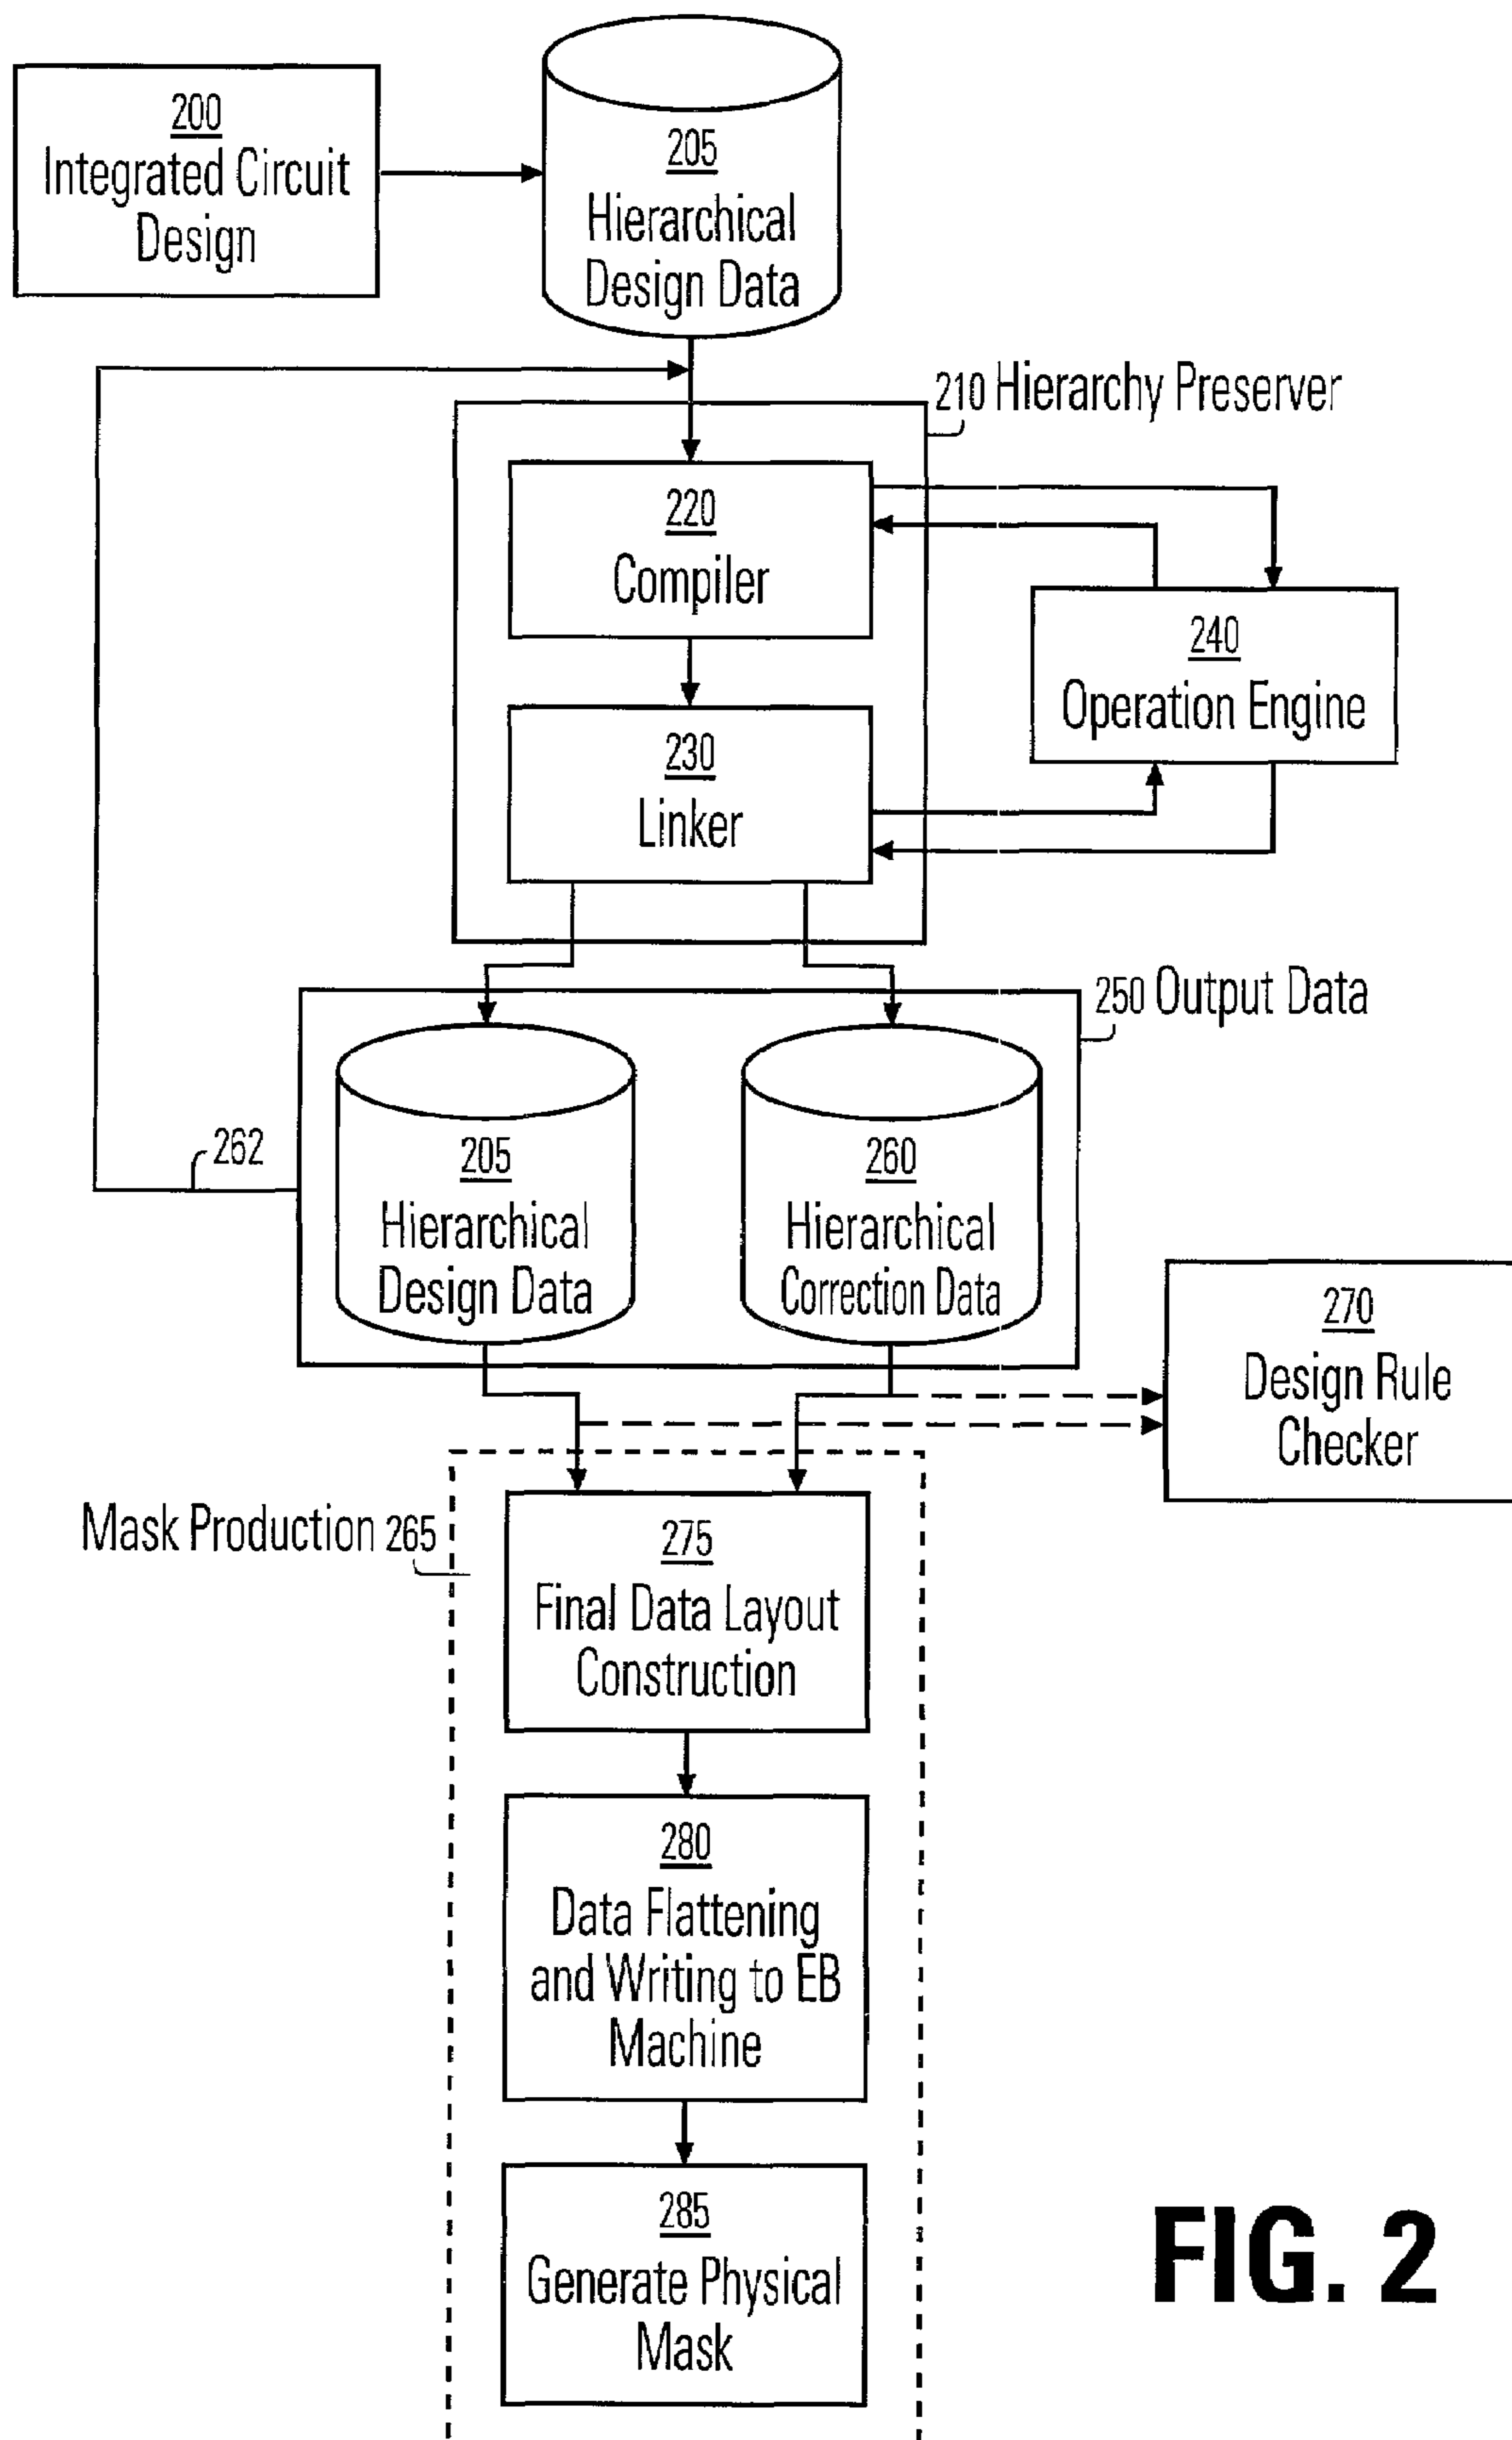 200
Integrated Circuit
Design
205
Hierarchical
Design Data
210 Hierarchy Preserver
220
Compiler
240
Operation Engine
230
Linker
250 Output Data
262
205
Hierarchical
Design Data
260
Hierarchical
Correction Data
270
Design Rule
Checker
Mask Production 265
275
Final Data Layout
Construction
280
Data Flattening
and Writing to EB
Machine
285
Generate Physical
Mask
FIG. 2